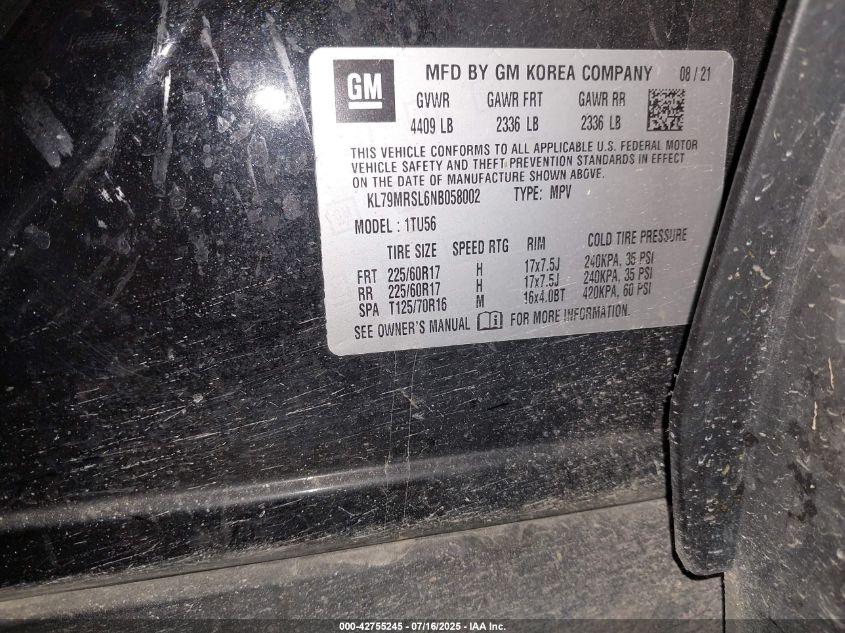 GM
MFD BY GM KOREA COMPANY 08 / 21
GVWR GAWR FRT GAWR RR
4409 LB 2336 LB 2336 LB
THIS VEHICLE CONFORMS TO ALL APPLICABLE U.S. FEDERAL MOTOR
VEHICLE SAFETY AND THEFT PREVENTION STANDARDS IN EFFECT
ON THE DATE OF MANUFACTURE SHOWN ABOVE.
KL79MRSL6NB058002 TYPE: MPV
MODEL : 1TU56
TIRE SIZE SPEED RTG RIM COLD TIRE PRESSURE
FRT 225/60R17 H 17x7.5J 240KPA, 35 PSI
RR 225/60R17 H 17x7.5J 240KPA, 35 PSI
SPA T125/70R16 M 16x4.0BT 420KPA, 60 PSI
SEE OWNER'S MANUAL FOR MORE INFORMATION.
000-42755245 - 07/16/2025 - IAA Inc.